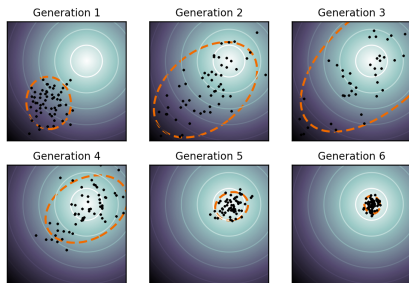 Generation 1
Generation 2
Generation 3
Generation 4
Generation 5
Generation 6